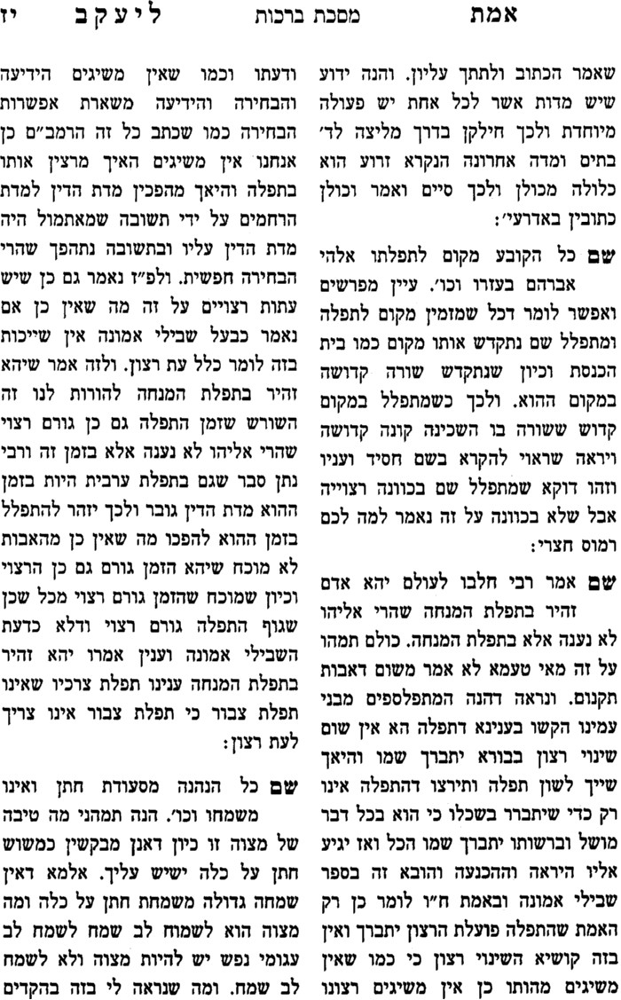 אמת מסכת ברכות ליעקב יז
שאמר הכתוב ולתתך עליון. והנה ידוע
שיש מדות אשר לכל אחת יש פעולה
מיוחדת ולכך חילקן בדרך מליצה לד׳
בתים ומדה אחרונה הנקרא זרוע הוא
כלולה מכולן ולכך סיים ואמר וכולן
כתובין באדרעי׳:
שם כל הקובע מקום לתפלתו אלהי
אברהם בעזרו וכו׳. עיין מפרשים
ואפשר לומר דכל שמזמין מקום לתפלה
ומתפלל שם נתקדש אותו מקום כמו בית
הכנסת וכיון שנתקדש שורה קדושה
במקום ההוא. ולכך כשמתפלל במקום
קדוש ששורה בו השכינה קונה קדושה
ויראה שראוי להקרא בשם חסיד ועניו
וזהו דוקא שמתפלל שם בכוונה רצוייה
אבל שלא בכוונה על זה נאמר למה לכם
רמוס חצרי:
שם אמר רבי חלבו לעולם יהא אדם
זהיר בתפלת המנחה שהרי אליהו
לא נענה אלא בתפלת המנחה. כולם תמהו
על זה מאי טעמא לא אמר משום דאבות
תקנום. ונראה דהנה המתפלספים מבני
עמינו הקשו בענינא דתפלה הא אין שום
שינוי רצון בבורא יתברך שמו והיאך
שייך לשון תפלה ותירצו דהתפלה אינו
רק כדי שיתברר בשכלו כי הוא בכל דבר
מושל וברשותו יתברך שמו הכל ואז יגיע
אליו היראה וההכנעה והובא זה בספר
שבילי אמונה ובאמת ח״ו לומר כן רק
האמת שהתפלה פועלת הרצון יתברך ואין
בזה קושיא השינוי רצון כי כמו שאין
משיגים מהותו כן אין משיגים רצונו
ודעתו וכמו שאין משיגים הידיעה
והבחירה והידיעה משארת אפשרות
הבחירה כמו שכתב כל זה הרמב״ם כן
אנחנו אין משיגים האיך מרצין אותו
בתפלה והיאך מהפכין מדת הדין למדת
הרחמים על ידי תשובה שמאתמול היה
מדת הדין עליו ובתשובה נתהפך שהרי
הבחירה חפשית. ולפ״ז נאמר גם כן שיש
עתות רצויים על זה מה שאין כן אם
נאמר כבעל שבילי אמונה אין שייכות
בזה לומר כלל עת רצון. ולזה אמר שיהא
זהיר בתפלת המנחה להורות לנו זה
השורש שזמן התפלה גם כן גורם רצוי
שהרי אליהו לא נענה אלא בזמן זה ורבי
נתן סבר שגם בתפלת ערבית היות בזמן
ההוא מדת הדין גובר ולכך יזהר להתפלל
בזמן ההוא להפכו מה שאין כן מהאבות
לא מוכח שיהא הזמן גורם גם כן הרצוי
וכיון שמוכח שהזמן גורם רצוי מכל שכן
שגוף התפלה גורם רצוי ודלא כדעת
השבילי אמונה וענין אמרו יהא זהיר
בתפלת המנחה ענינו תפלת צרכיו שאינו
תפלת צבור כי תפלת צבור אינו צריך
לעת רצון:
שם כל הנהנה מסעודת חתן ואינו
משמחו וכו׳. הנה תמהני מה טיבה
של מצוה זו כיון דאנן מבקשין כמשוש
חתן על כלה ישיש עליך. אלמא דאין
שמחה גדולה משמחת חתן על כלה ומה
מצוה הוא לשמוח לב שמח לשמח לב
עגומי נפש יש להיות מצוה ולא לשמח
לב שמח. ומה שנראה לי בזה בהקדים